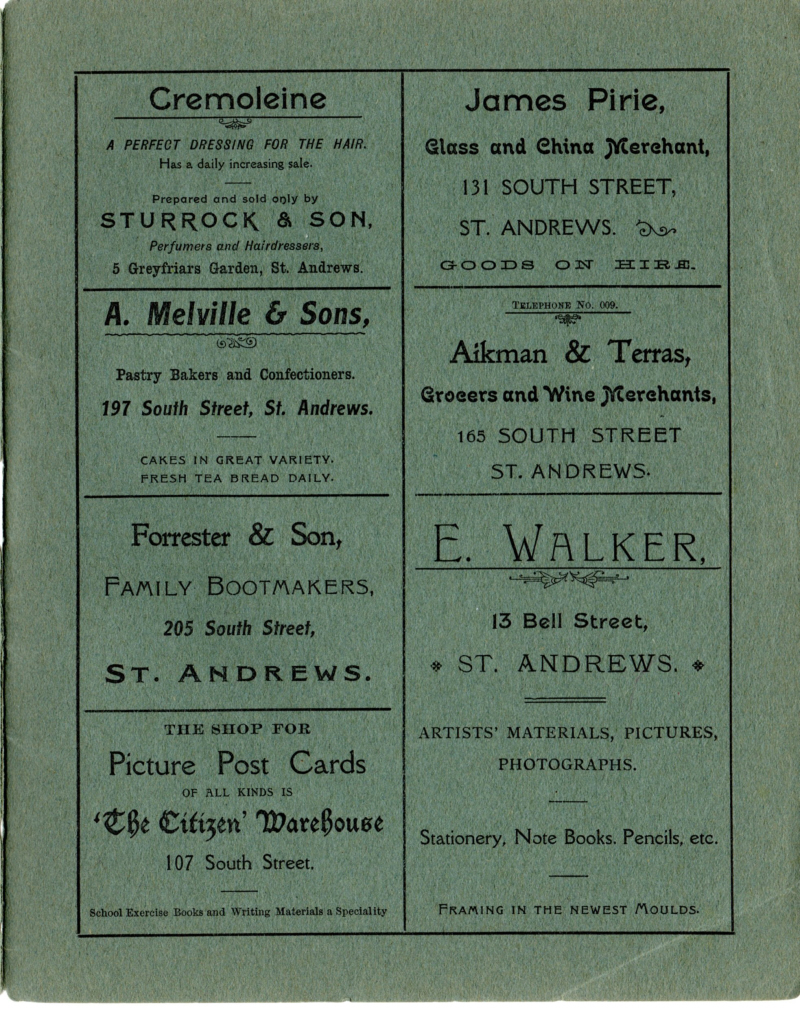 Cremoleine
A PERFECT DRESSING FOR THE HAIR.
Has a daily increasing sale.
Prepared and sold only by
STURROCK & SON,
Perfumers and Hairdressers,
5 Greyfriars Garden, St. Andrews.
A. Melville & Sons,
Pastry Bakers and Confectioners.
197 South Street, St. Andrews.
CAKES IN GREAT VARIETY.
FRESH TEA BREAD DAILY.
Forrester & Son,
FAMILY BOOTMAKERS,
205 South Street,
ST. ANDREWS.
THE SHOP FOR
Picture Post Cards
OF ALL KINDS IS
'The Citizen' Warehouse
107 South Street.
School Exercise Books and Writing Materials a Speciality
James Pirie,
Glass and China Merchant,
131 SOUTH STREET,
ST. ANDREWS.
GOODS ON HIRE.
TELEPHONE No. 009.
Aikman & Terras,
Grocers and Wine Merchants,
165 SOUTH STREET
ST. ANDREWS.
E. WALKER,
13 Bell Street,
ST. ANDREWS.
ARTISTS' MATERIALS, PICTURES,
PHOTOGRAPHS.
Stationery, Note Books. Pencils, etc.
FRAMING IN THE NEWEST MOULDS.